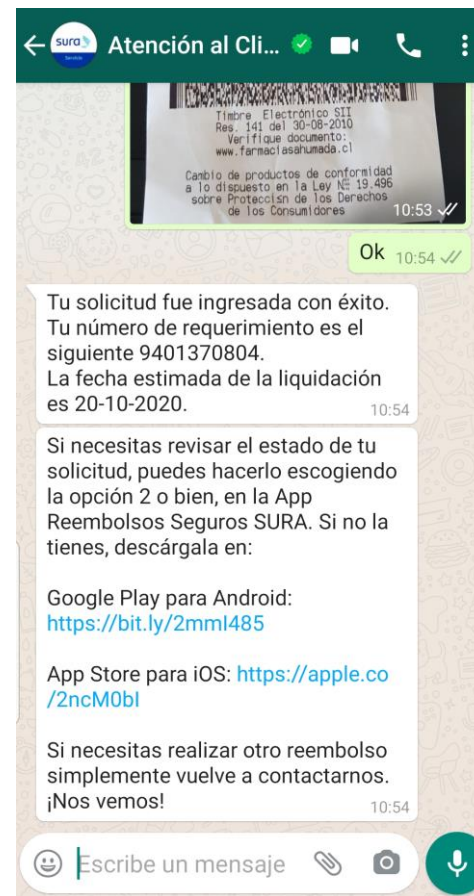 sura
Servicio
Atención al Cli...
Timbre Electrónico SII
Res. 141 del 30-08-2010
Verifique documento:
www.farmaciasahumada.cl
Cambio de productos de conformidad
a lo dispuesto en la Ley Nº 19.496
sobre Protección de los Derechos
de los Consumidores
10:53
Ok 10:54
Tu solicitud fue ingresada con éxito.
Tu número de requerimiento es el
siguiente 9401370804.
La fecha estimada de la liquidación
es 20-10-2020.
10:54
Si necesitas revisar el estado de tu
solicitud, puedes hacerlo escogiendo
la opción 2 o bien, en la App
Reembolsos Seguros SURA. Si no la
tienes, descárgala en:
Google Play para Android:
https://bit.ly/2mmI485
App Store para iOS: https://apple.co
/2ncM0bI
Si necesitas realizar otro reembolso
simplemente vuelve a contactarnos.
¡Nos vemos!
10:54
Escribe un mensaje